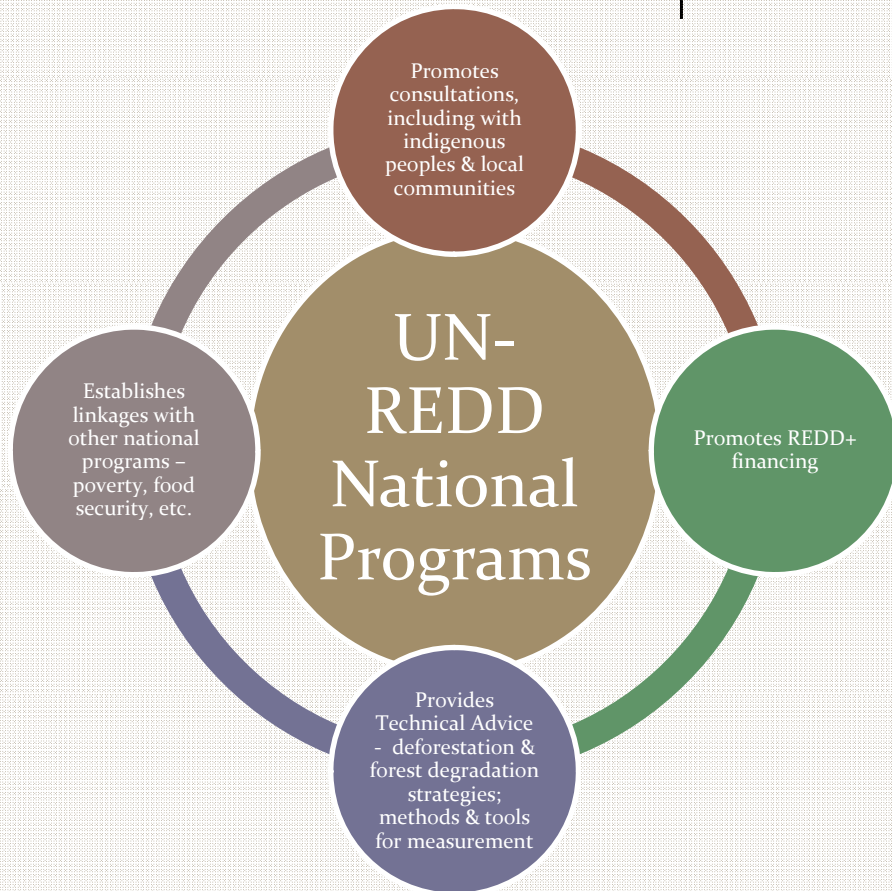 Promotes
consultations,
including with
indigenous
peoples & local
communities
UN-
REDD
National
Programs
Establishes
linkages with
other national
programs –
poverty, food
security, etc.
Promotes REDD+
financing
Provides
Technical Advice
- deforestation &
forest degradation
strategies;
methods & tools
for measurement